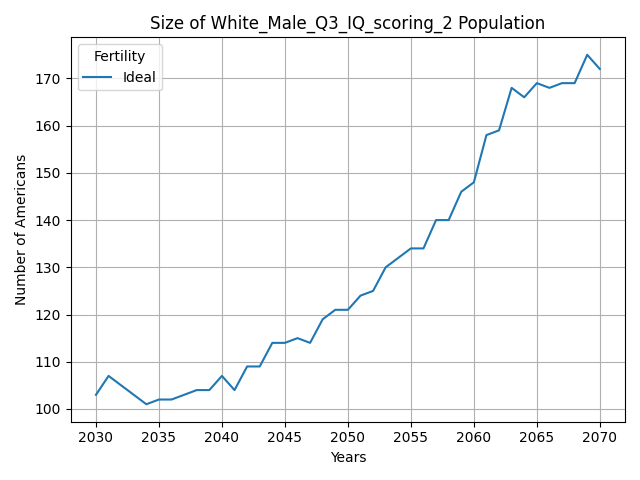 Size of White_Male_Q3_IQ_scoring_2 Population
Fertility
Ideal
Number of Americans
170
160
150
140
130
120
110
100
2030 2035 2040 2045 2050 2055 2060 2065 2070
Years